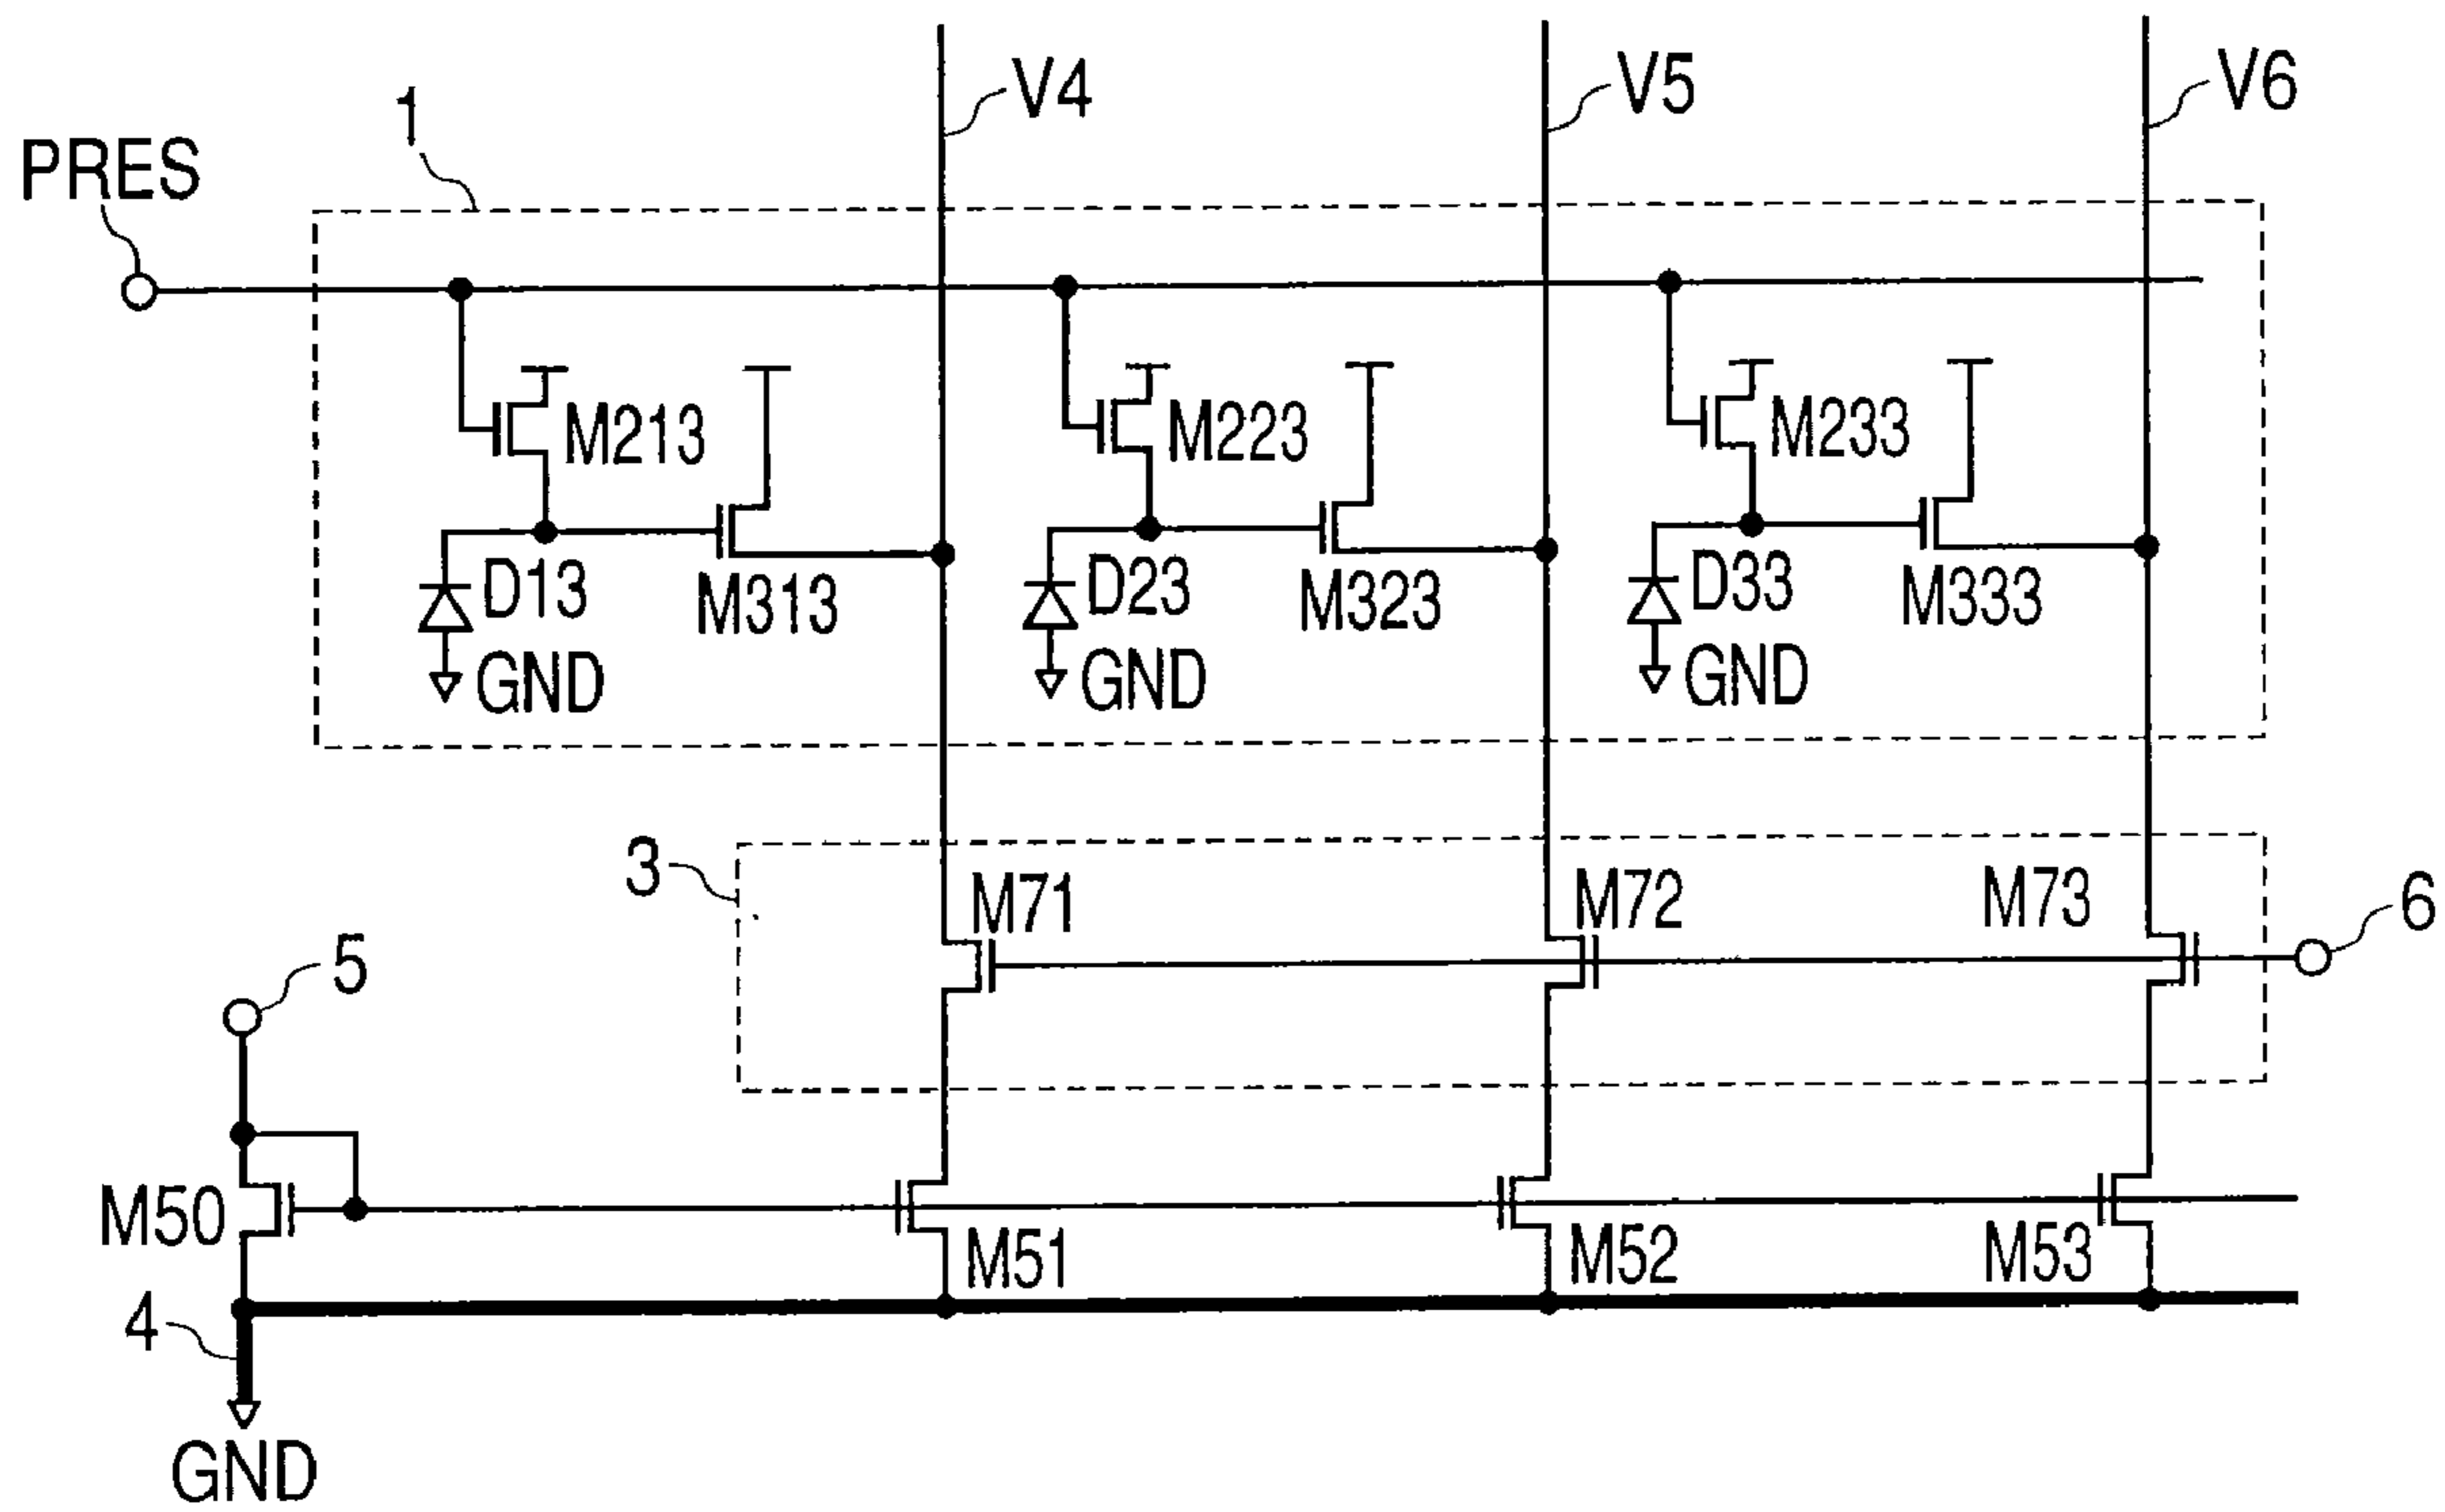 V4
V5
V6
1
PRES
M213
M223
M233
D13
M313
D23
M323
D33
M333
GND
GND
GND
3
M71
M72
M73
6
5
M50
M51
M52
M53
4
GND